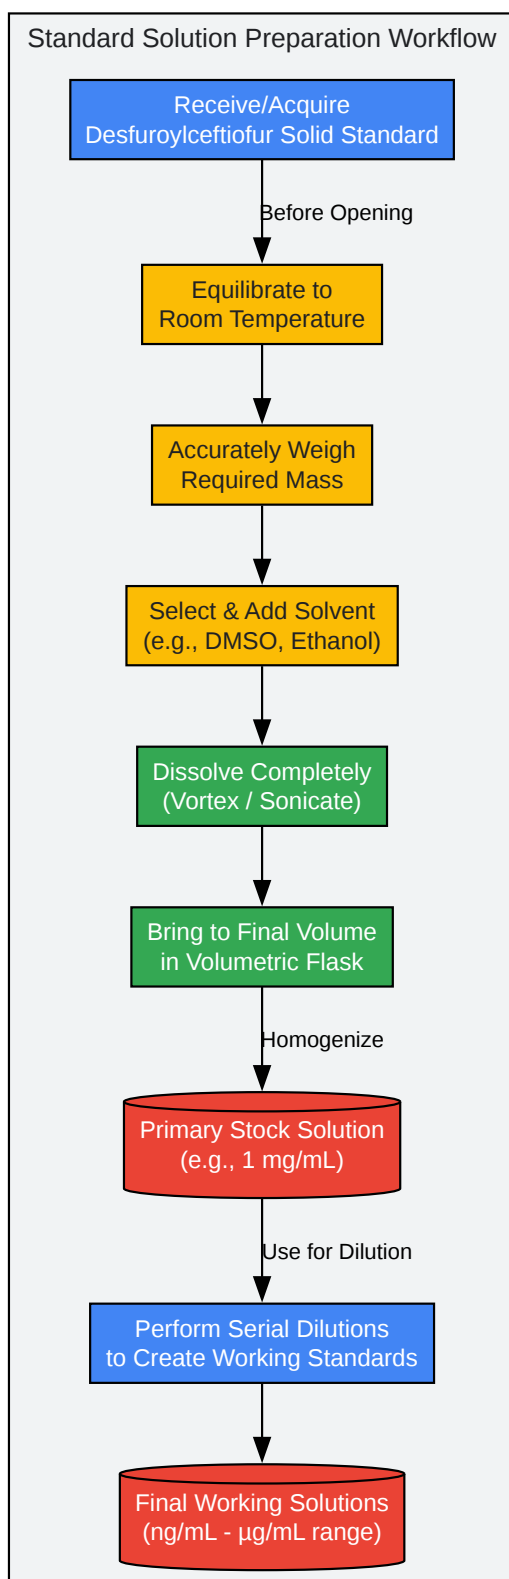 Standard Solution Preparation Workflow
Receive/Acquire
Desfuroylceftiofur Solid Standard
Before Opening
Equilibrate to
Room Temperature
Accurately Weigh
Required Mass
Select & Add Solvent
(e.g., DMSO, Ethanol)
Dissolve Completely
(Vortex / Sonicate)
Bring to Final Volume
in Volumetric Flask
Homogenize
Primary Stock Solution
(e.g., 1 mg/mL)
Use for Dilution
Perform Serial Dilutions
to Create Working Standards
Final Working Solutions
(ng/mL - µg/mL range)